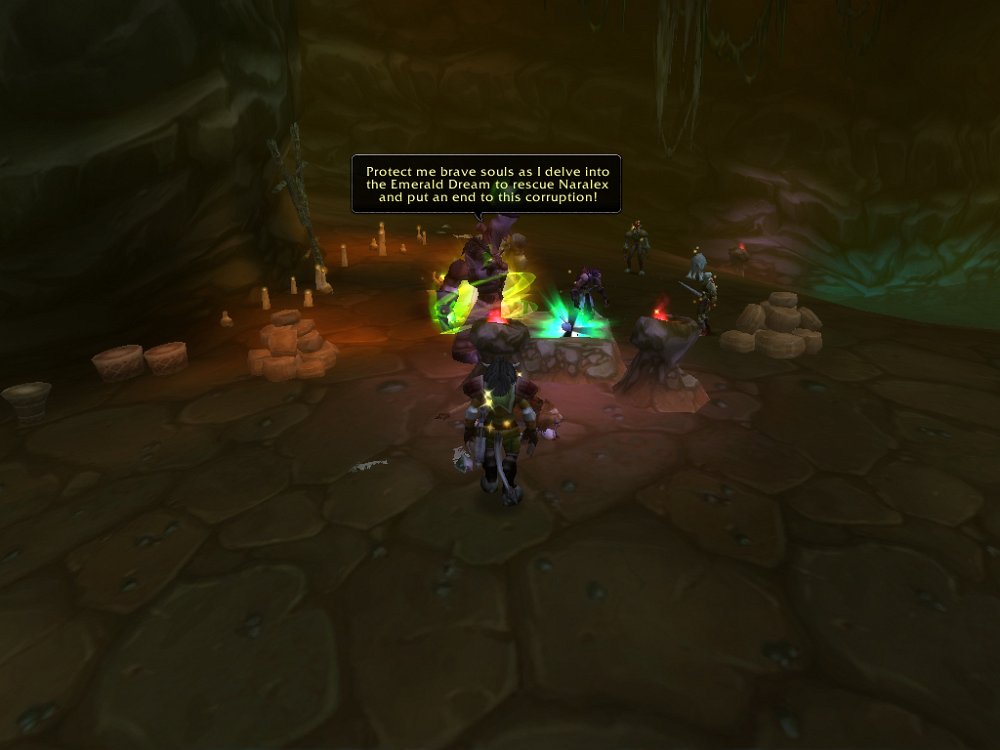 Protect me brave souls as I delve into
the Emerald Dream to rescue Naralex
and put an end to this corruption!